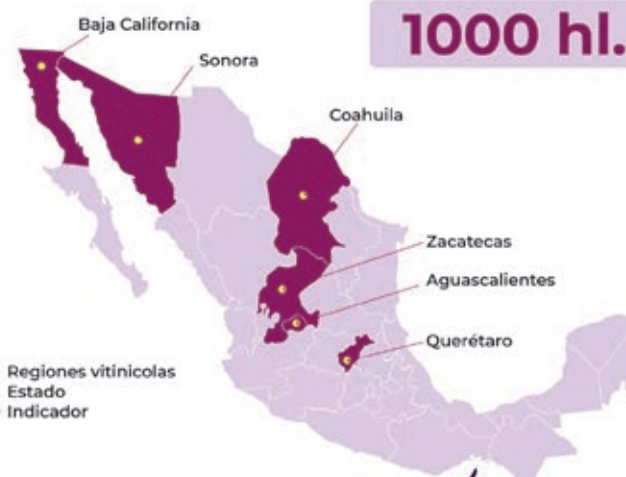 Baja California
1000 hl.
Sonora
Coahuila
Zacatecas
Aguascalientes
Querétaro
Regiones vitinicolas
Estado
Indicador